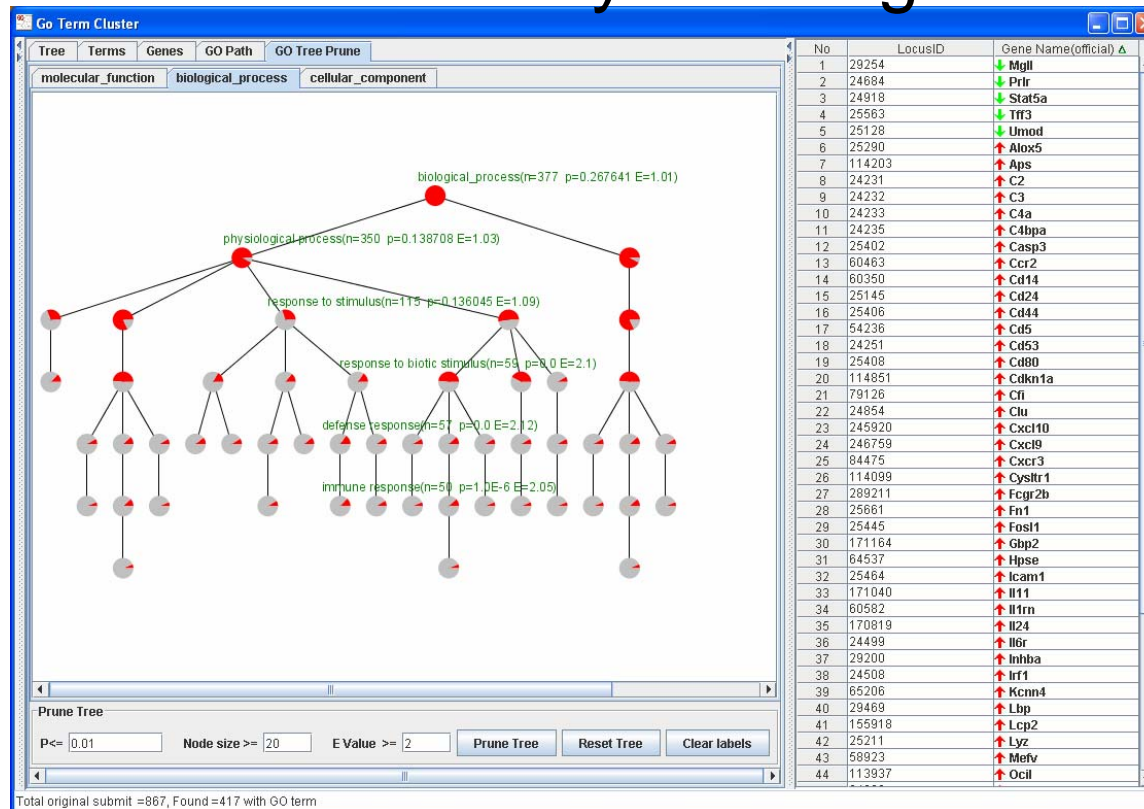 y g
Go Term Cluster
Tree Terms Genes GO Path GO Tree Prune
molecular_function biological_process cellular_component
biological_process(n=377 p=0.267641 E=1.01)
physiological process(n=350 p=0.138708 E=1.03)
response to stimulus(n=115 p=0.136045 E=1.09)
response to biotic stimulus(n=59 p=0.0 E=2.1)
defense response(n=57 p=0.0 E=2.12)
immune response(n=50 p=1.0E-6 E=2.05)
Prune Tree
P<= 0.01 Node size >= 20 E Value >= 2 Prune Tree Reset Tree Clear labels
No LocusID Gene Name(official)
1 29254 Mgll
2 24684 Prlr
3 24918 Stat5a
4 25563 Tff3
5 25128 Umod
6 25290 Alox5
7 114203 Aps
8 24231 C2
9 24232 C3
10 24233 C4a
11 24235 C4bpa
12 25402 Casp3
13 60463 Ccr2
14 60350 Cd14
15 25145 Cd24
16 25406 Cd44
17 54236 Cd5
18 24251 Cd53
19 25408 Cd80
20 114851 Cdkn1a
21 79126 Cfi
22 24854 Clu
23 245920 Cxcl10
24 246759 Cxcl9
25 84475 Cxcr3
26 114099 Cysltr1
27 289211 Fcgr2b
28 25661 Fn1
29 25445 Fosl1
30 171164 Gbp2
31 64537 Hpse
32 25464 Icam1
33 171040 Il11
34 60582 Il1rn
35 170819 Il24
36 24499 Il6r
37 29200 Inhba
38 24508 Irf1
39 65206 Kcnn4
40 29469 Lbp
41 155918 Lcp2
42 25211 Lyz
43 58923 Mefv
44 113937 Ocil
Total original submit =867, Found =417 with GO term